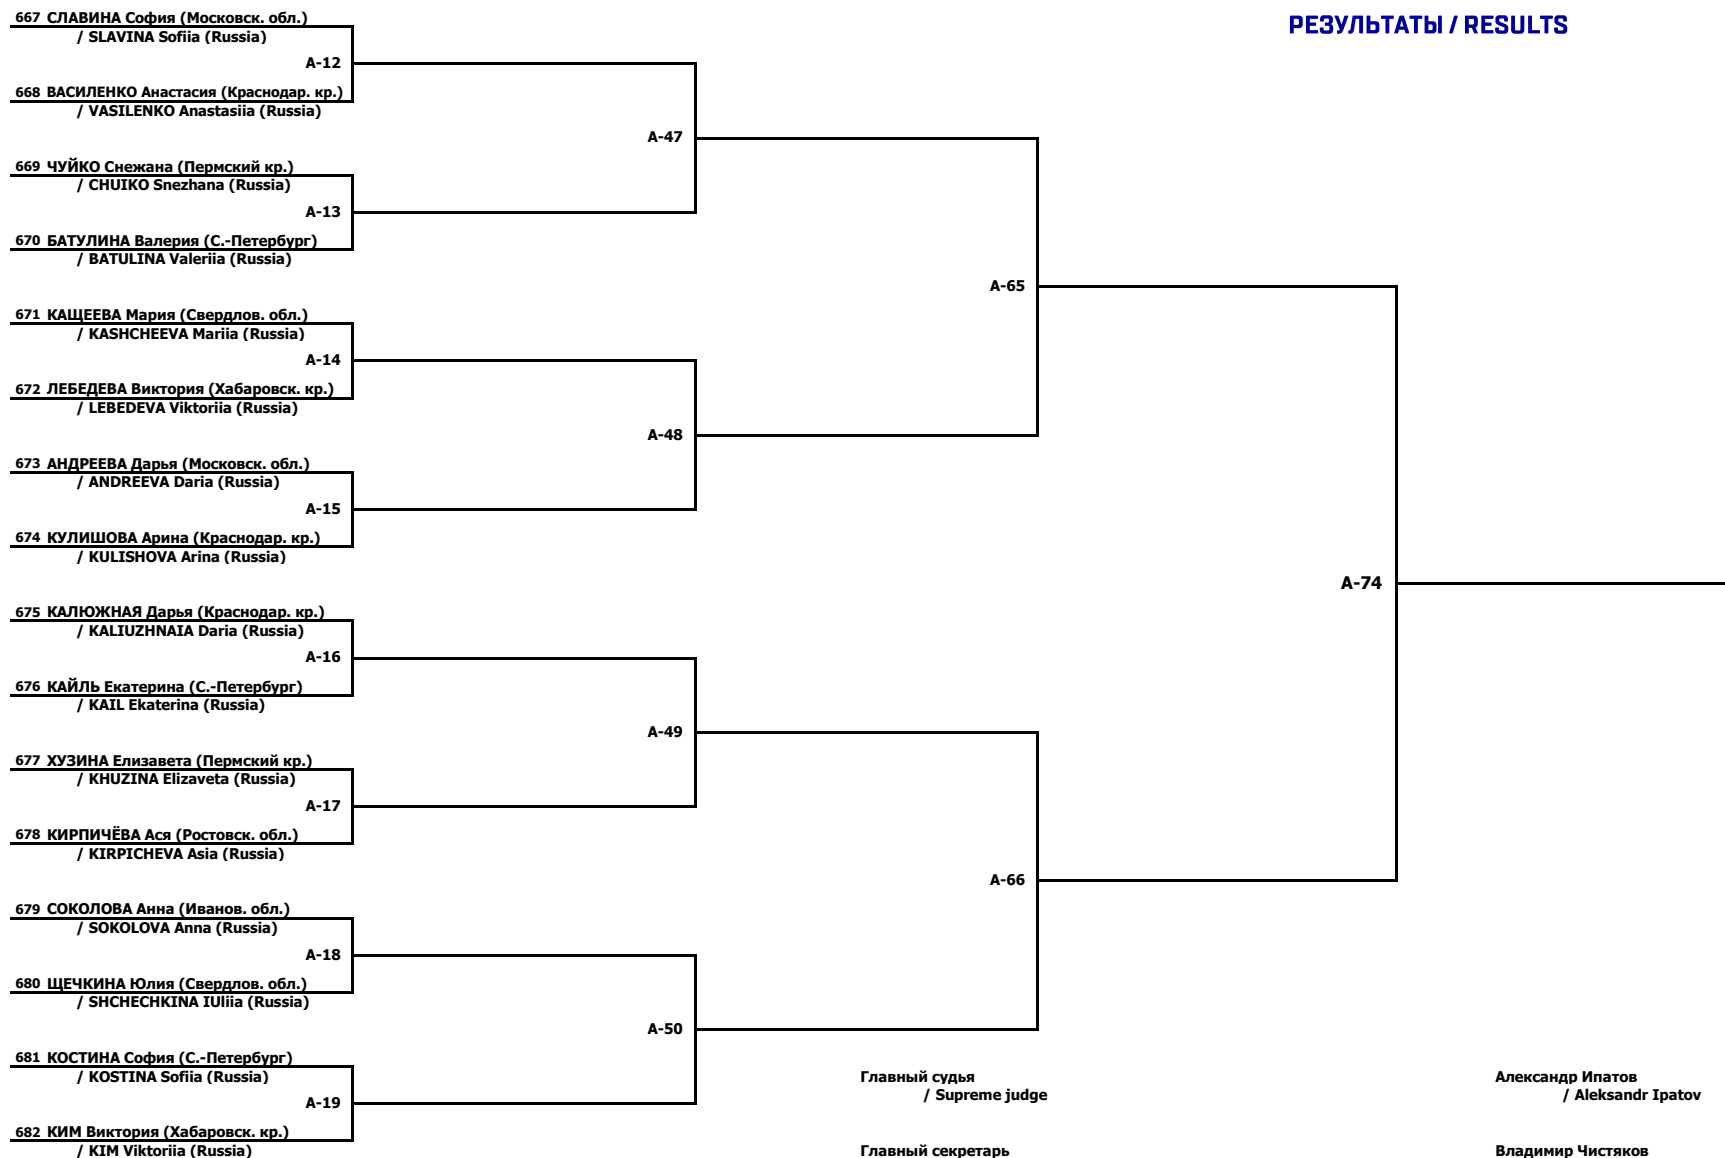 РЕЗУЛЬТАТЫ / RESULTS
667 СЛАВИНА София (Московск. обл.)
/ SLAVINA Sofiia (Russia)
A-12
668 ВАСИЛЕНКО Анастасия (Краснодар. кр.)
/ VASILENKO Anastasiia (Russia)
A-47
669 ЧУЙКО Снежана (Пермский кр.)
/ CHUIKO Snezhana (Russia)
A-13
670 БАТУЛИНА Валерия (С.-Петербург)
/ BATULINA Valeriia (Russia)
A-65
671 КАЩЕЕВА Мария (Свердлов. обл.)
/ KASHCHEEVA Mariia (Russia)
A-14
672 ЛЕБЕДЕВА Виктория (Хабаровск. кр.)
/ LEBEDEVA Viktoriia (Russia)
A-48
673 АНДРЕЕВА Дарья (Московск. обл.)
/ ANDREEVA Daria (Russia)
A-15
674 КУЛИШОВА Арина (Краснодар. кр.)
/ KULISHOVA Arina (Russia)
A-74
675 КАЛЮЖНАЯ Дарья (Краснодар. кр.)
/ KALIUZHNAIA Daria (Russia)
A-16
676 КАЙЛЬ Екатерина (С.-Петербург)
/ KAIL Ekaterina (Russia)
A-49
677 ХУЗИНА Елизавета (Пермский кр.)
/ KHUZINA Elizaveta (Russia)
A-17
678 КИРПИЧЁВА Ася (Ростовск. обл.)
/ KIRPICHEVA Asia (Russia)
A-66
679 СОКОЛОВА Анна (Иванов. обл.)
/ SOKOLOVA Anna (Russia)
A-18
680 ЩЕЧКИНА Юлия (Свердлов. обл.)
/ SHCHECHKINA IUliia (Russia)
A-50
681 КОСТИНА София (С.-Петербург)
/ KOSTINA Sofiia (Russia)
A-19
682 КИМ Виктория (Хабаровск. кр.)
/ KIM Viktoriia (Russia)
Главный судья
/ Supreme judge
Александр Ипатов
/ Aleksandr Ipatov
Главный секретарь
Владимир Чистяков